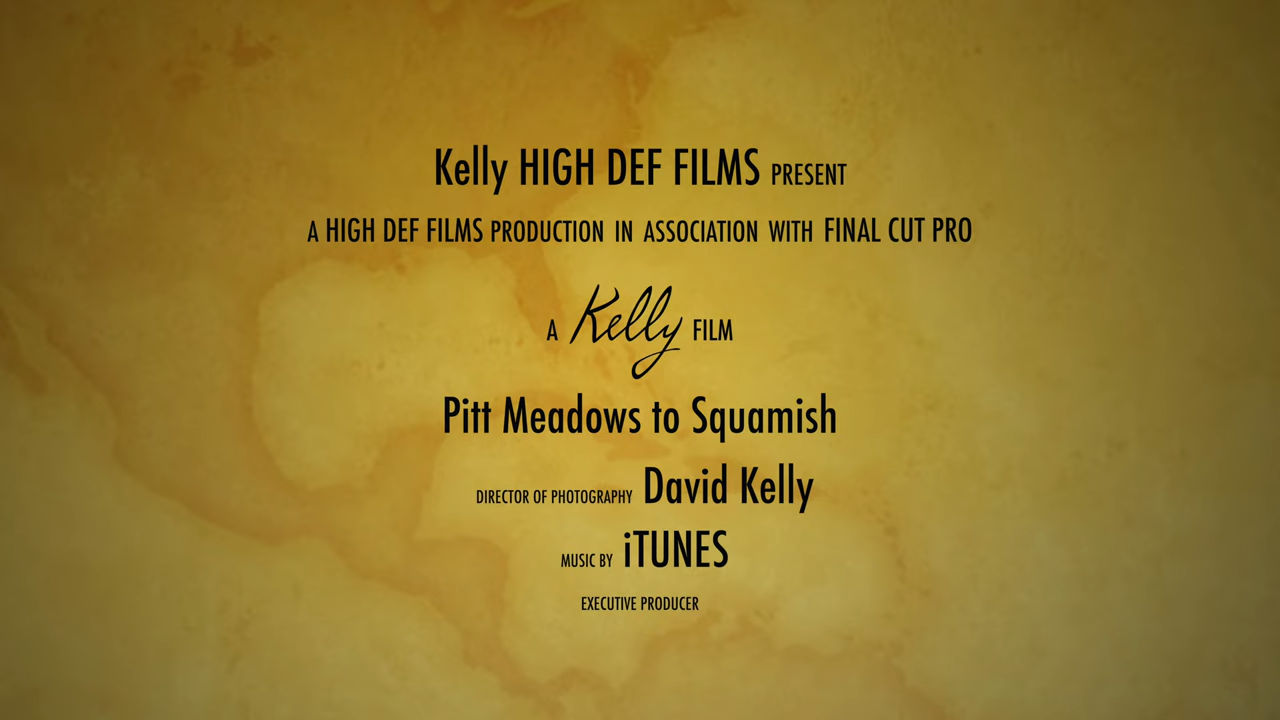 Kelly HIGH DEF FILMS PRESENT
A HIGH DEF FILMS PRODUCTION IN ASSOCIATION WITH FINAL CUT PRO
A Kelly FILM
Pitt Meadows to Squamish
DIRECTOR OF PHOTOGRAPHY David Kelly
MUSIC BY iTUNES
EXECUTIVE PRODUCER